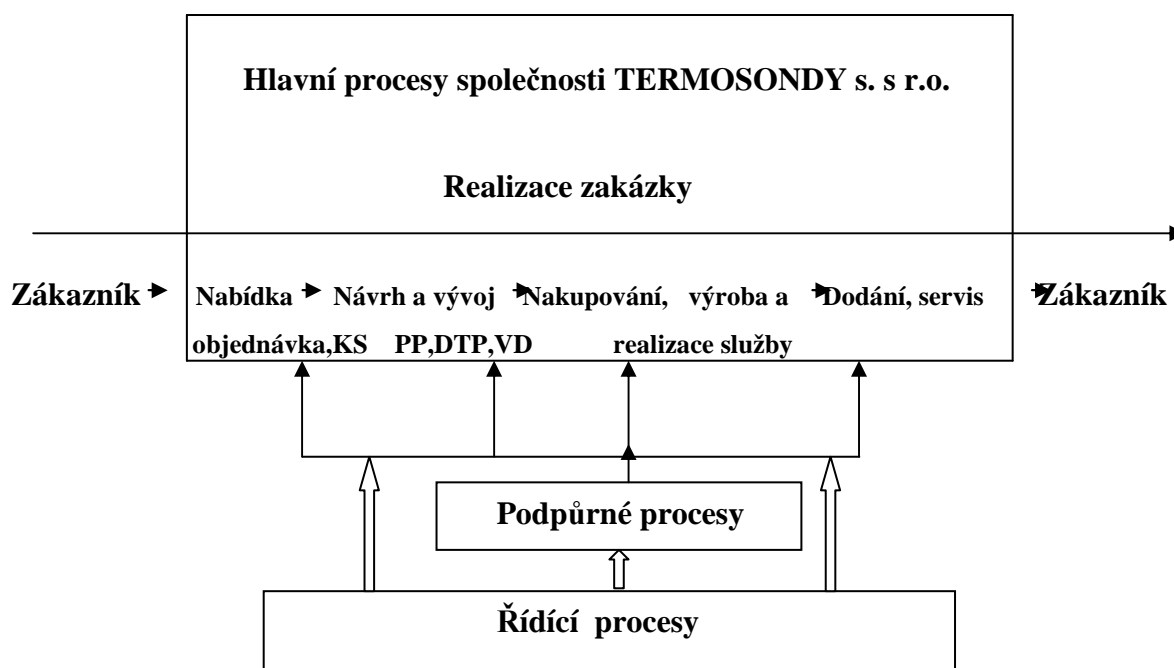 Hlavní procesy společnosti TERMOSONDY s. s r.o.
Realizace zakázky
Zákazník Nabídka Návrh a vývoj Nakupování, výroba a Dodání, servis Zákazník
objednávka,KS PP,DTP,VD realizace služby
Podpůrné procesy
Řídící procesy